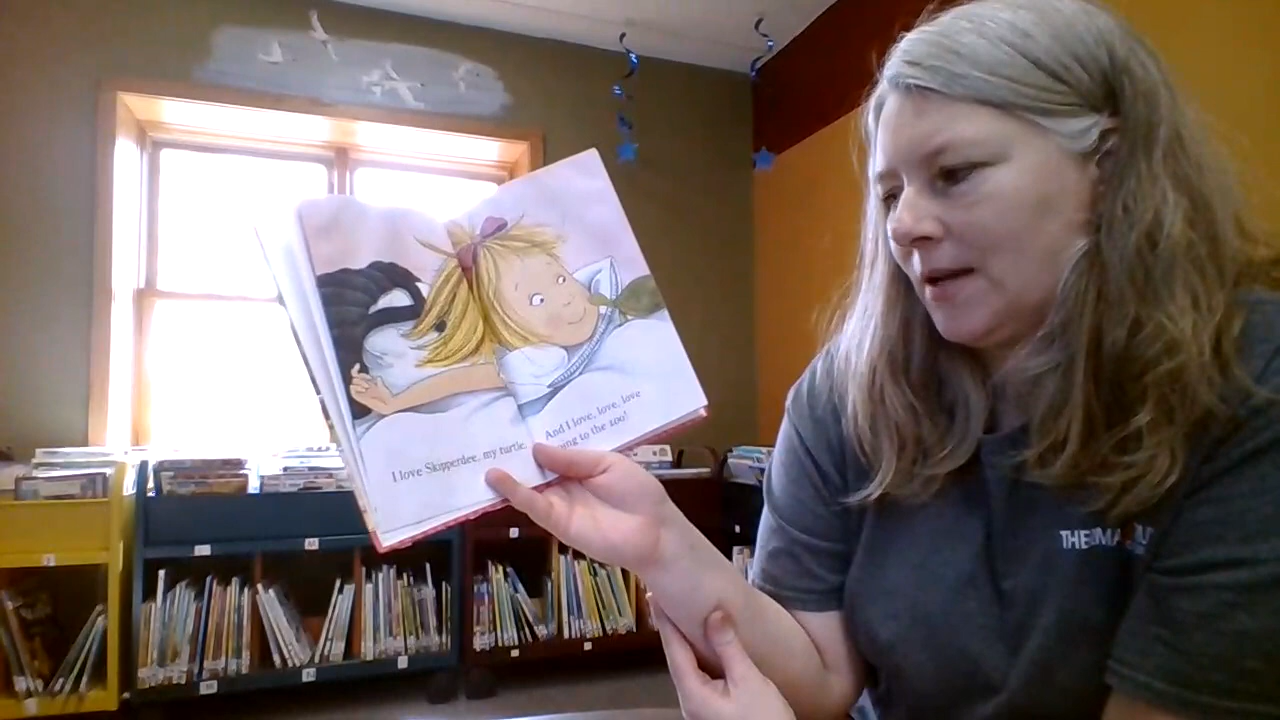 I love Skipperdee, my turtle.
And I love, love, love
going to the zoo!